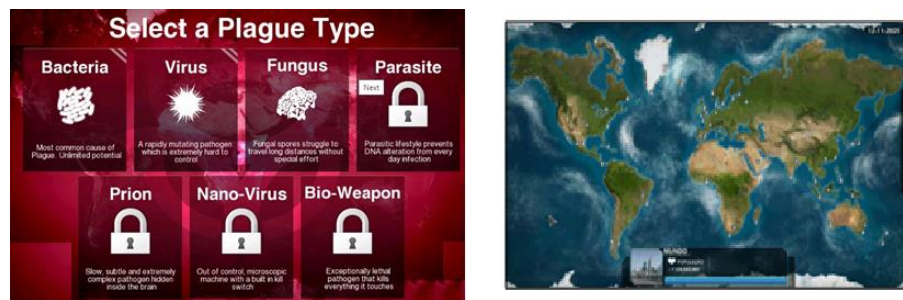 Select a Plague Type
Bacteria
Most common cause of
Plague. Unlimited potential
Virus
A rapidly mutating pathogen
which is extremely hard to
control
Fungus
Fungal spores struggle to
travel long distances without
special effort
Parasite
Next
Parasitic lifestyle prevents
DNA alteration from every
day infection
Prion
Slow, subtle and extremely
complex pathogen hidden
inside the brain
Nano-Virus
Out of control, microscopic
machine with a built in kill
switch
Bio-Weapon
Exceptionally lethal
pathogen that kills
everything it touches
MUNDO